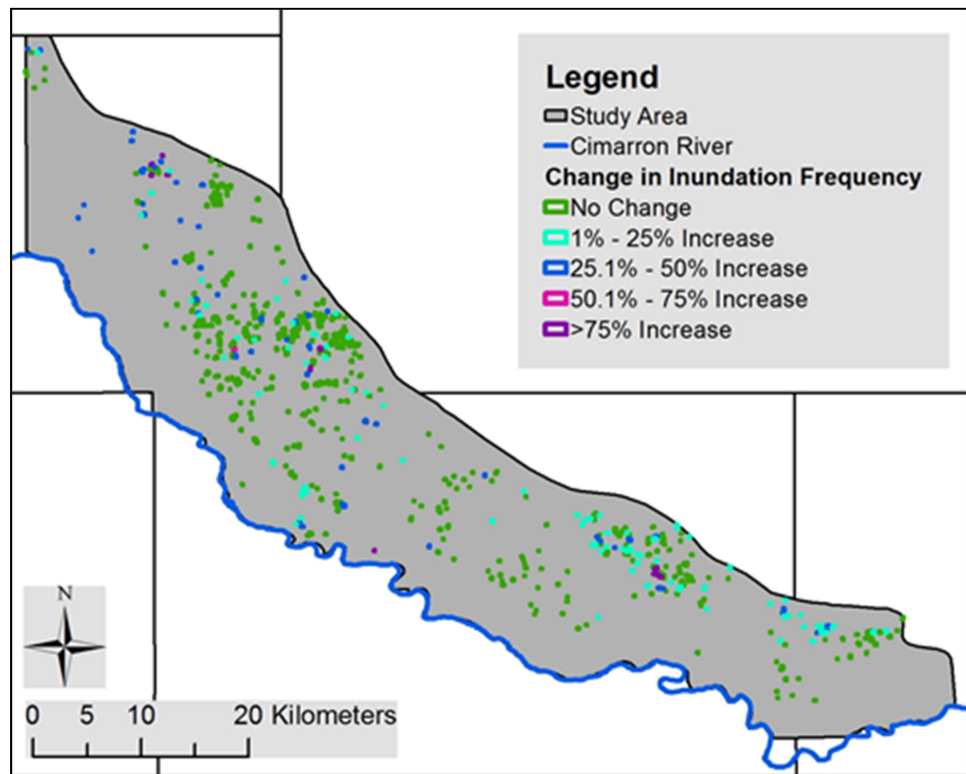 Legend
Study Area
Cimarron River
Change in Inundation Frequency
No Change
1% - 25% Increase
25.1% - 50% Increase
50.1% - 75% Increase
>75% Increase
N
0 5 10 20 Kilometers